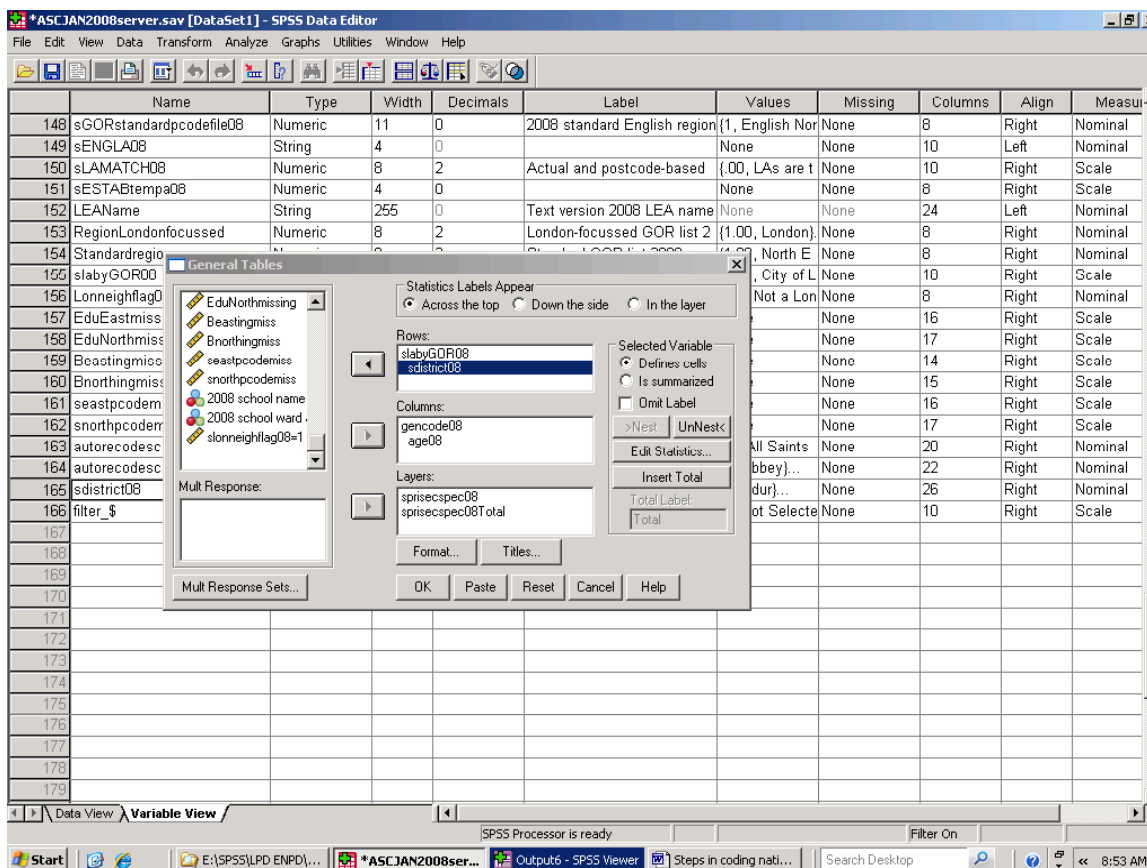 *ASCJAN2008server.sav [DataSet1] - SPSS Data Editor
File Edit View Data Transform Analyze Graphs Utilities Window Help
Name Type Width Decimals Label Values Missing Columns Align Measu
148 sGORstandardpcodefile08 Numeric 11 0 2008 standard English region {1, English Nor None 8 Right Nominal
149 sENGLA08 String 4 0 None None 10 Left Nominal
150 sLAMATCH08 Numeric 8 2 Actual and postcode-based {.00, LAs are t None 10 Right Scale
151 sESTABtempa08 Numeric 4 0 None None 8 Right Scale
152 LEAName String 255 0 Text version 2008 LEA name None None 24 Left Nominal
153 RegionLondonfocussed Numeric 8 2 London-focussed GOR list 2 {1.00, London}. None 8 Right Nominal
154 Standardregio , North E None 8 Right Nominal
155 slabyGOR00 , City of L None 10 Right Scale
156 Lonneighflag0 Not a Lon None 8 Right Nominal
157 EduEastmiss 16 Right Scale
158 EduNorthmiss 17 Right Scale
159 Beastingmiss 14 Right Scale
160 Bnorthingmiss 15 Right Scale
161 seastpcodem 16 Right Scale
162 snorthpcodem 17 Right Scale
163 autorecodesc All Saints None 20 Right Nominal
164 autorecodesc bbey}... None 22 Right Nominal
165 sdistrict08 dur}... None 26 Right Nominal
166 filter_$ ot Selecte None 10 Right Scale
167
168
169
170
171
172
173
174
175
176
177
178
179
General Tables
EduNorthmissing
Beastingmiss
Bnorthingmiss
seastpcodemiss
snorthpcodemiss
2008 school name
2008 school ward
slonneighflag08=1
Mult Response:
Mult Response Sets...
Statistics Labels Appear
Across the top Down the side In the layer
Rows:
slabyGOR08
sdistrict08
Columns:
gencode08
age08
Layers:
sprisecspec08
sprisecspec08Total
Format... Titles...
Selected Variable
Defines cells
Is summarized
Omit Label
>Nest UnNest<
Edit Statistics...
Insert Total
Total Label:
Total
OK Paste Reset Cancel Help
Data View Variable View
SPSS Processor is ready Filter On
Start E:\SPSS\LPD ENPD\... *ASCJAN2008ser... Output6 - SPSS Viewer Steps in coding nati... Search Desktop 8:53 AM